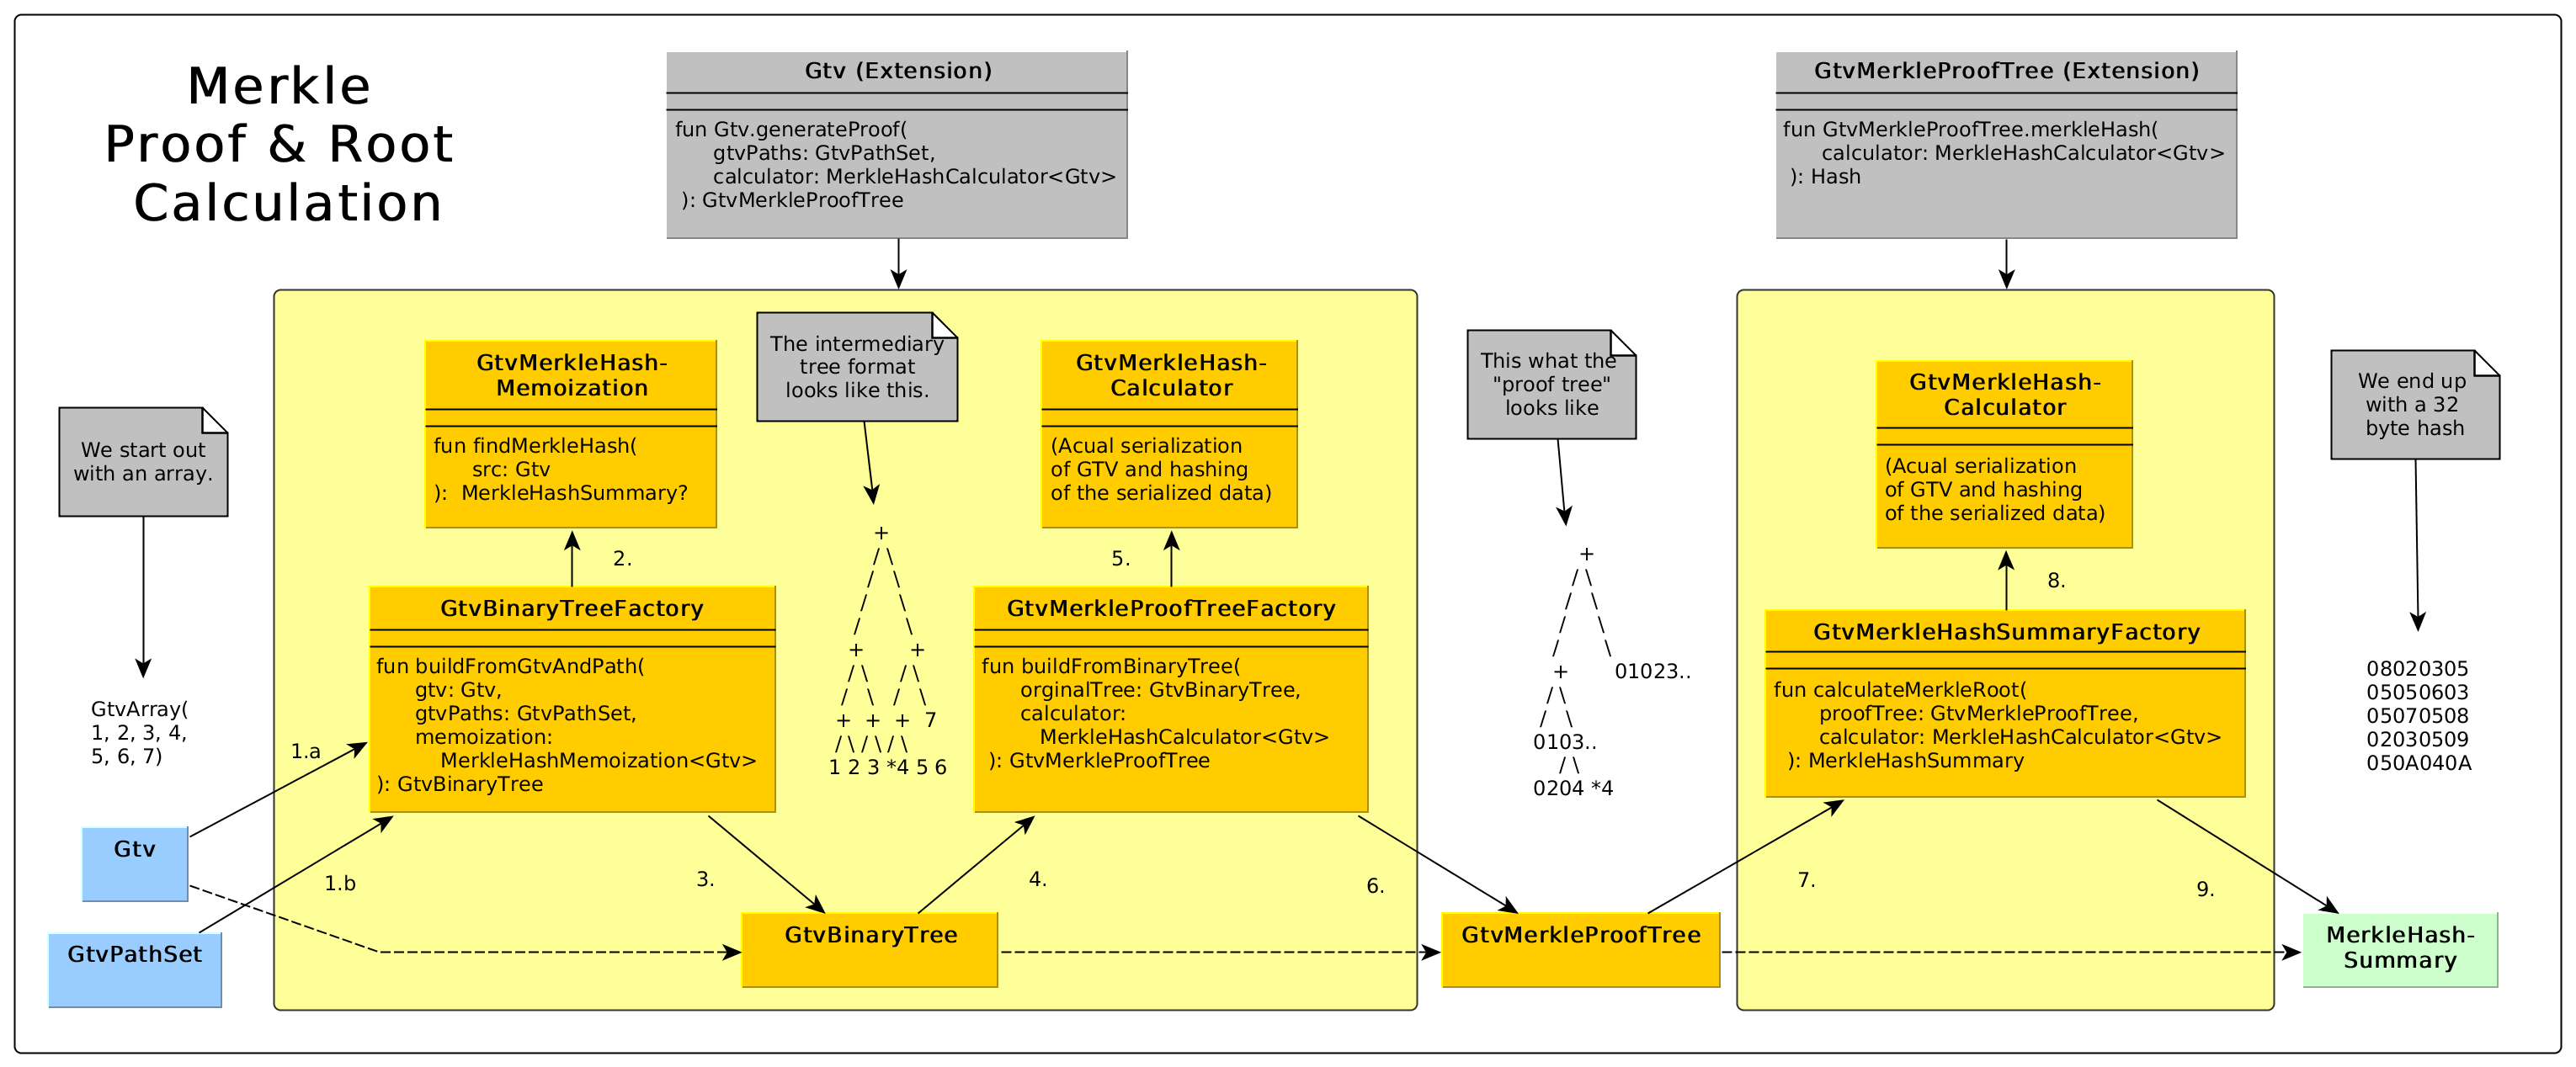 Merkle
Proof & Root
Calculation
Gtv (Extension)
fun Gtv.generateProof(
gtvPaths: GtvPathSet,
calculator: MerkleHashCalculator<Gtv>
): GtvMerkleProofTree
GtvMerkleProofTree (Extension)
fun GtvMerkleProofTree.merkleHash(
calculator: MerkleHashCalculator<Gtv>
): Hash
We start out
with an array.
GtvArray(
1, 2, 3, 4,
5, 6, 7)
Gtv
GtvPathSet
1.a
1.b
GtvMerkleHash-
Memoization
fun findMerkleHash(
src: Gtv
):  MerkleHashSummary?
2.
GtvBinaryTreeFactory
fun buildFromGtvAndPath(
gtv: Gtv,
gtvPaths: GtvPathSet,
memoization:
MerkleHashMemoization<Gtv>
): GtvBinaryTree
3.
The intermediary
tree format
looks like this.
+
/ \
/   \
/     \
/       \
+        +
/ \    / \
/   \  /   \
+  +  +  7
/ \/ \/ \
1 2 3 *4 5 6
GtvBinaryTree
4.
GtvMerkleHash-
Calculator
(Acual serialization
of GTV and hashing
of the serialized data)
5.
GtvMerkleProofTreeFactory
fun buildFromBinaryTree(
orginalTree: GtvBinaryTree,
calculator:
MerkleHashCalculator<Gtv>
): GtvMerkleProofTree
6.
This what the
"proof tree"
looks like
+
/ \
/   \
/     \
/       \
+       01023..
/ \
/   \
0103..
/ \
0204 *4
GtvMerkleProofTree
7.
GtvMerkleHash-
Calculator
(Acual serialization
of GTV and hashing
of the serialized data)
8.
GtvMerkleHashSummaryFactory
fun calculateMerkleRoot(
proofTree: GtvMerkleProofTree,
calculator: MerkleHashCalculator<Gtv>
): MerkleHashSummary
9.
We end up
with a 32
byte hash
08020305
05050603
05070508
02030509
050A040A
MerkleHash-
Summary